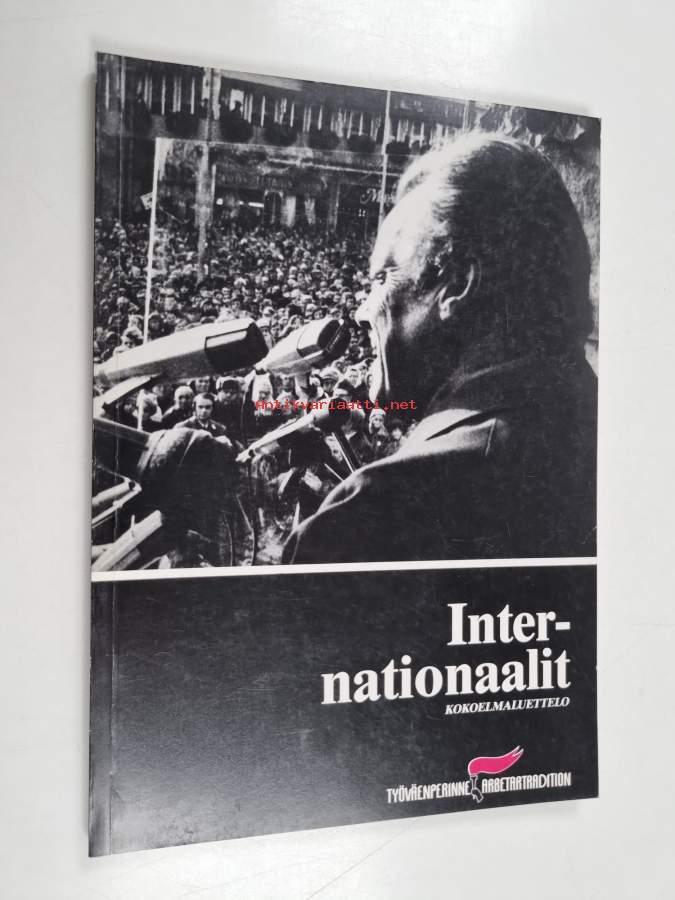 Antikvariaatti.net
Inter-
nationaalit
KOKOELMALUETTELO
TYÖVÄENPERINNE ARBETARTRADITION